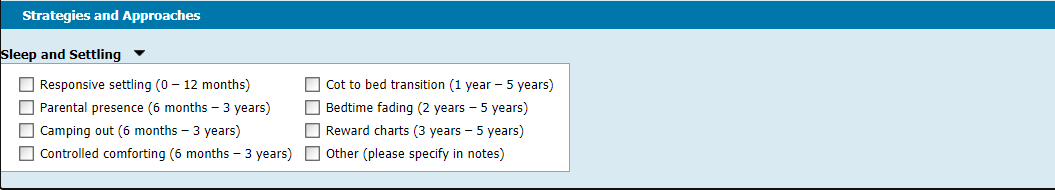 Strategies and Approaches
Sleep and Settling
Responsive settling (0 – 12 months)
Cot to bed transition (1 year – 5 years)
Parental presence (6 months – 3 years)
Bedtime fading (2 years – 5 years)
Camping out (6 months – 3 years)
Reward charts (3 years – 5 years)
Controlled comforting (6 months – 3 years)
Other (please specify in notes)